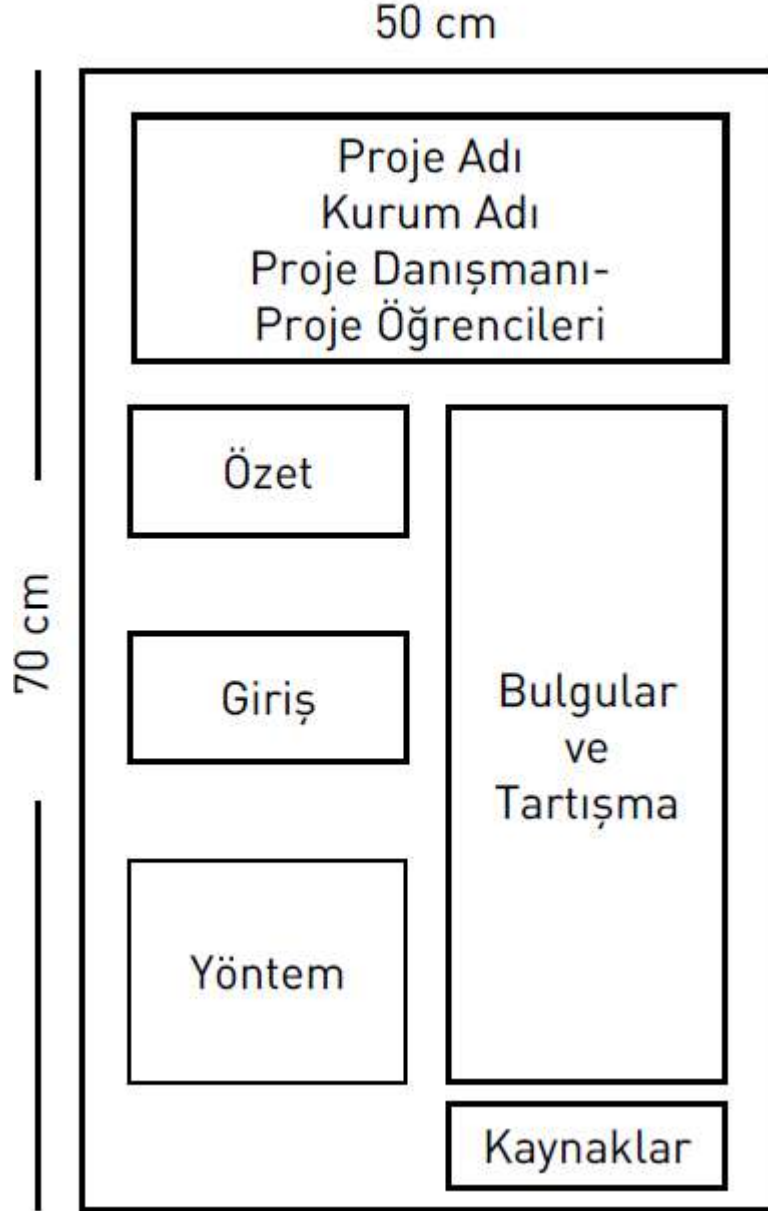 50 cm
70 cm
Proje Adı
Kurum Adı
Proje Danışmanı-
Proje Öğrencileri
Özet
Giriş
Yöntem
Bulgular
ve
Tartışma
Kaynaklar